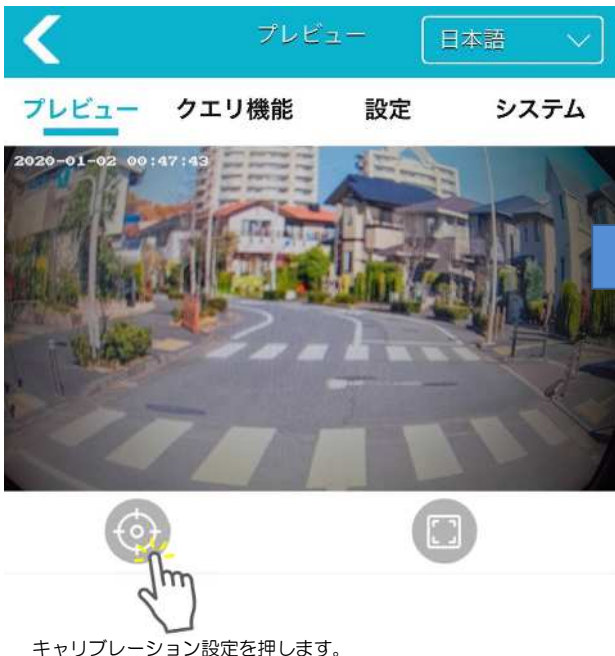 プレビュー
日本語
プレビュー クエリ機能 設定 システム
2020-01-02 00:47:43
キャリブレーション設定を押します。